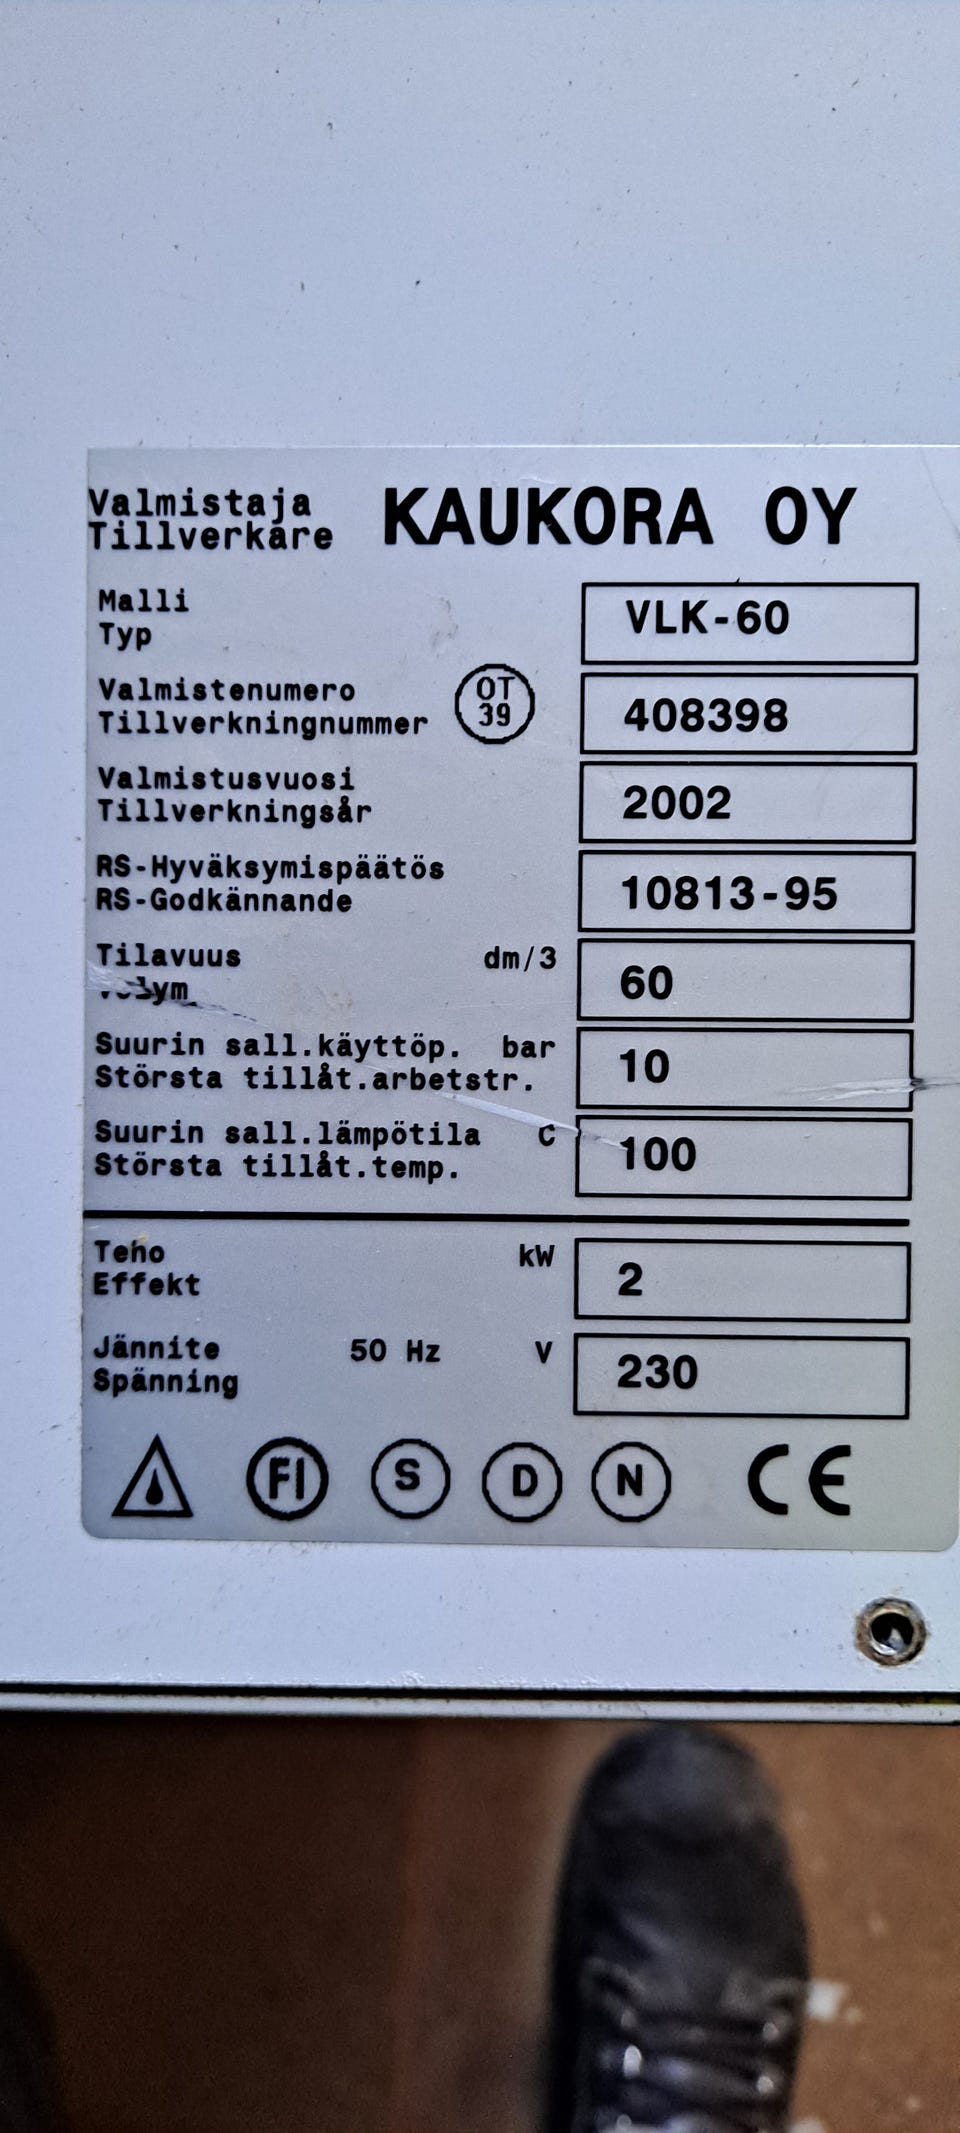 Valmistaja KAUKORA OY
Tillverkare
Malli VLK-60
Typ
Valmistenumero OT 408398
Tillverkningnummer 39
Valmistusvuosi 2002
Tillverkningsår
RS-Hyväksymispäätös 10813-95
RS-Godkännande
Tilavuus dm/3 60
Volym
Suurin sall.käyttöp. bar 10
Största tillåt.arbetstr.
Suurin sall.lämpötila C 100
Största tillåt.temp.
Teho kW 2
Effekt
Jännite 50 Hz V 230
Spänning
FI S D N CE